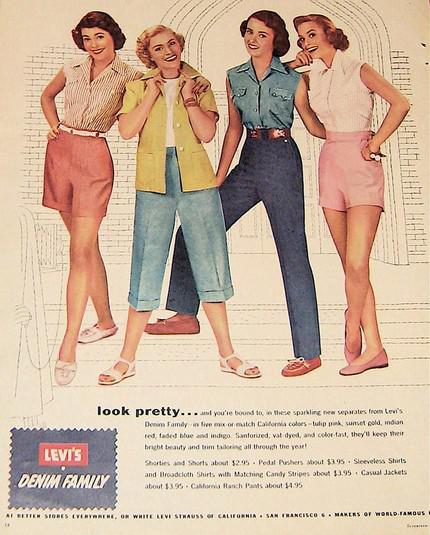 look pretty... and you're bound to, in these sparkling new separates from Levi's
Denim Family—in five mix-or-match California colors—tulip pink, sunset gold, indian
red, faded blue and indigo. Sanforized, vat dyed, and color-fast, they'll keep their
bright beauty and trim tailoring all through the year!
Shorties and Shorts about $2.95 • Pedal Pushers about $3.95 • Sleeveless Shirts
and Broadcloth Shirts with Matching Candy Stripes about $3.95 • Casual Jackets
about $3.95 • California Ranch Pants about $4.95
LEVI'S
DENIM FAMILY
AT BETTER STORES EVERYWHERE, OR WRITE LEVI STRAUSS OF CALIFORNIA • SAN FRANCISCO 6 • MAKERS OF WORLD-FAMOUS